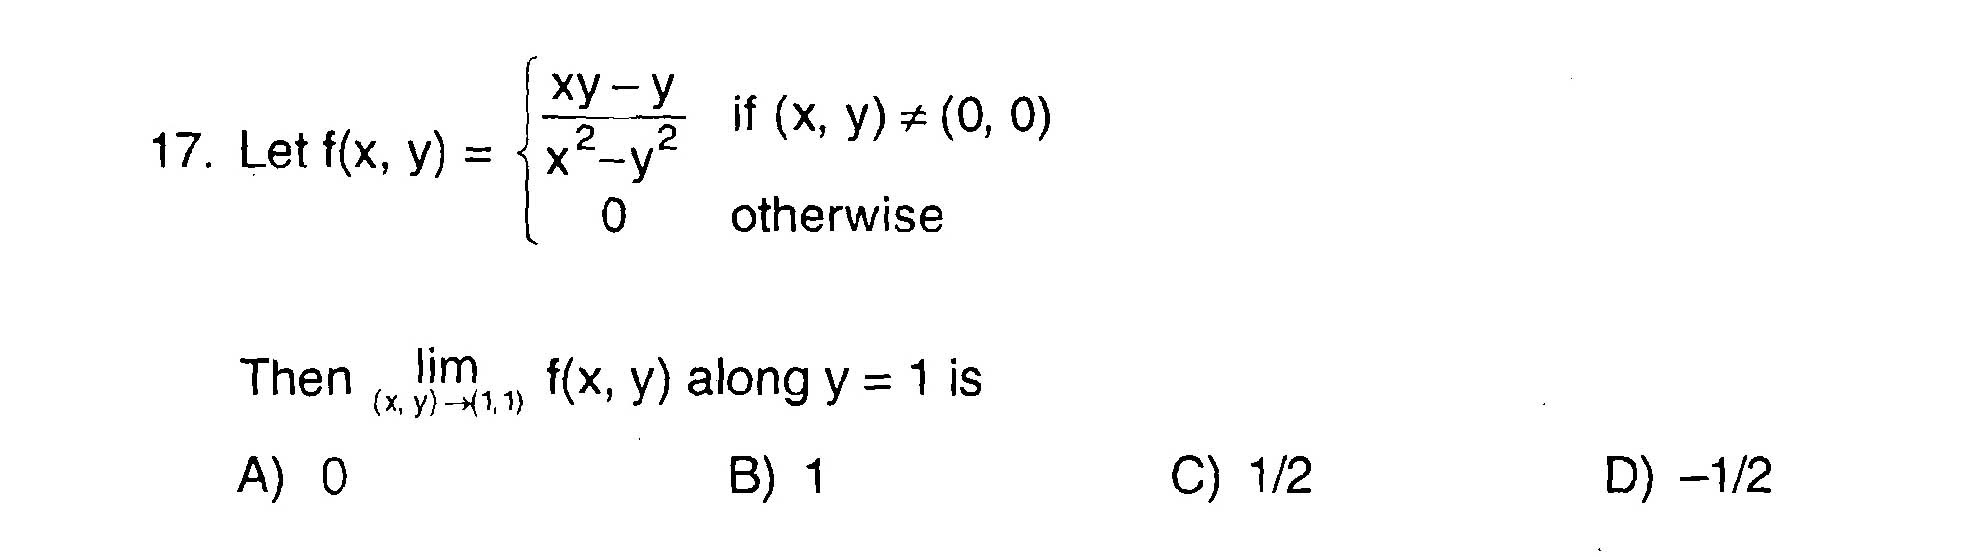 17. Let f(x, y) = { xy – y / x²–y² if (x, y) ≠ (0, 0)
0 otherwise
Then lim (x, y)→(1, 1) f(x, y) along y = 1 is
A) 0 B) 1 C) 1/2 D) –1/2